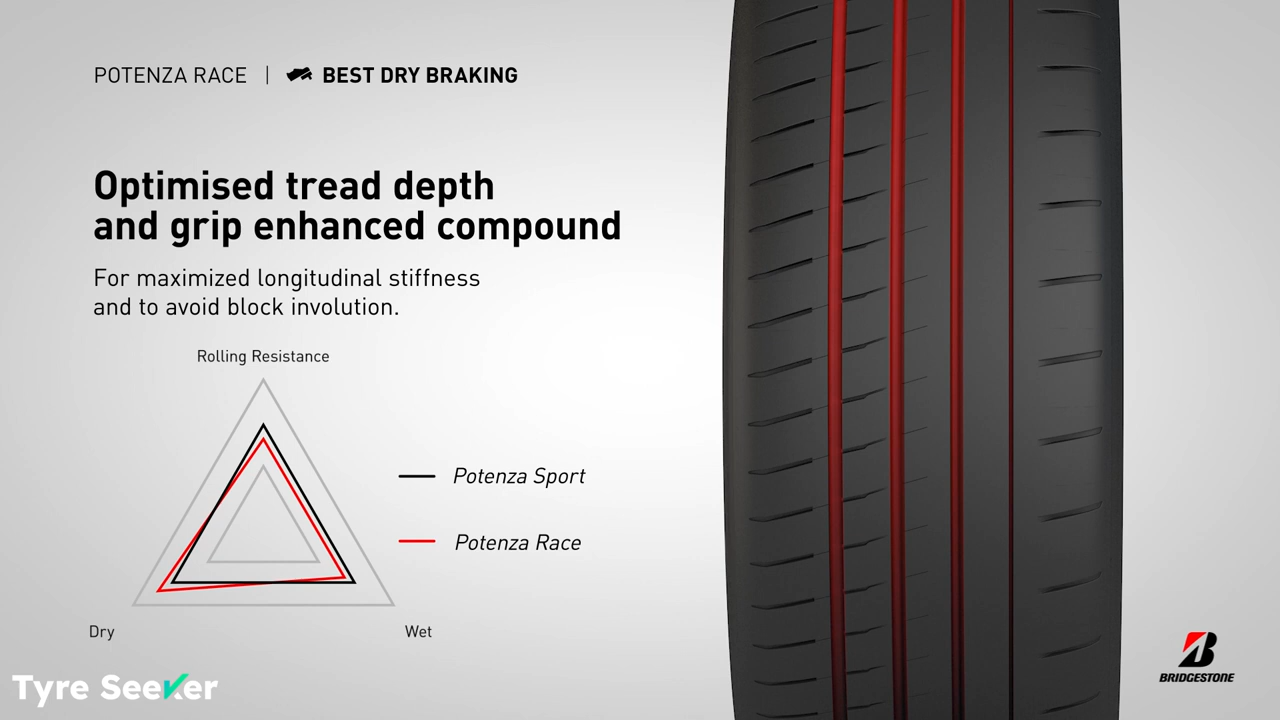 POTENZA RACE | BEST DRY BRAKING
Optimised tread depth
and grip enhanced compound
For maximized longitudinal stiffness
and to avoid block involution.
Rolling Resistance
Potenza Sport
Potenza Race
Dry
Wet
Tyre Seeker
BRIDGESTONE